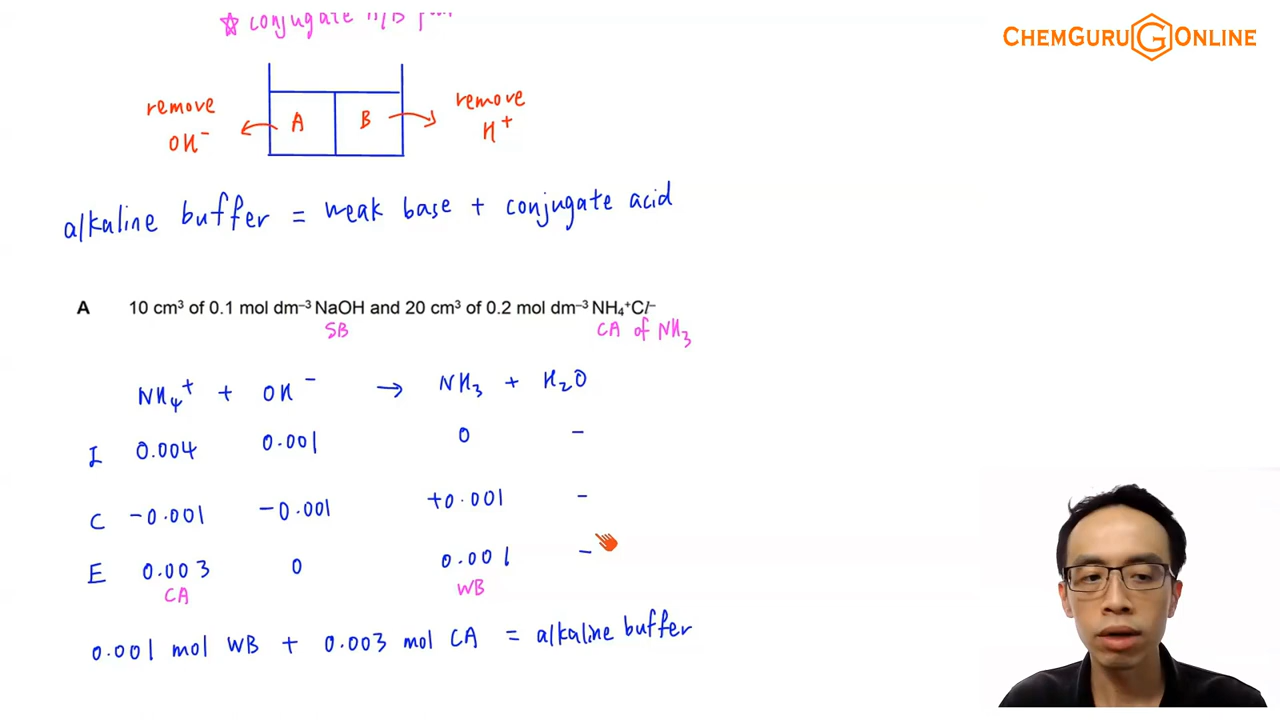 ☆ conjugate A/B pair
CHEMGURU G ONLINE
remove
OH⁻
A
B
remove
H⁺
alkaline buffer = weak base + conjugate acid
A 10 cm³ of 0.1 mol dm⁻³ NaOH and 20 cm³ of 0.2 mol dm⁻³ NH₄⁺Cl⁻
SB CA of NH₃
NH₄⁺ + OH⁻ → NH₃ + H₂O
I 0.004 0.001 0 -
C -0.001 -0.001 +0.001 -
E 0.003 0 0.001 -
CA WB
0.001 mol WB + 0.003 mol CA = alkaline buffer